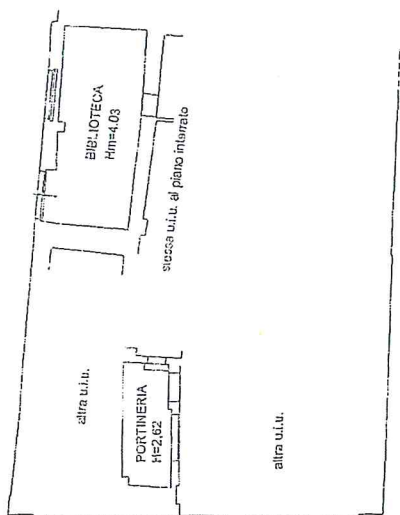 BIBLIOTECA
Hm=4.03
stessa u.i.u. al piano interrato
altra u.i.u.
PORTINERIA
H=2,62
altra u.i.u.